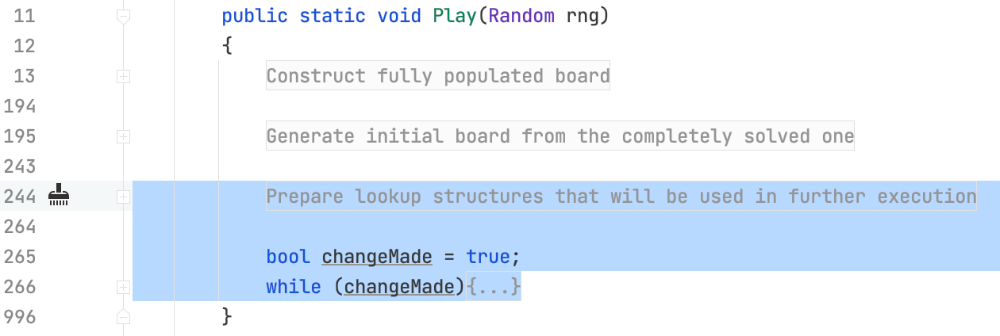 11 public static void Play(Random rng)
12 {
13 Construct fully populated board
194
195 Generate initial board from the completely solved one
243
244 Prepare lookup structures that will be used in further execution
264
265 bool changeMade = true;
266 while (changeMade){...}
996 }